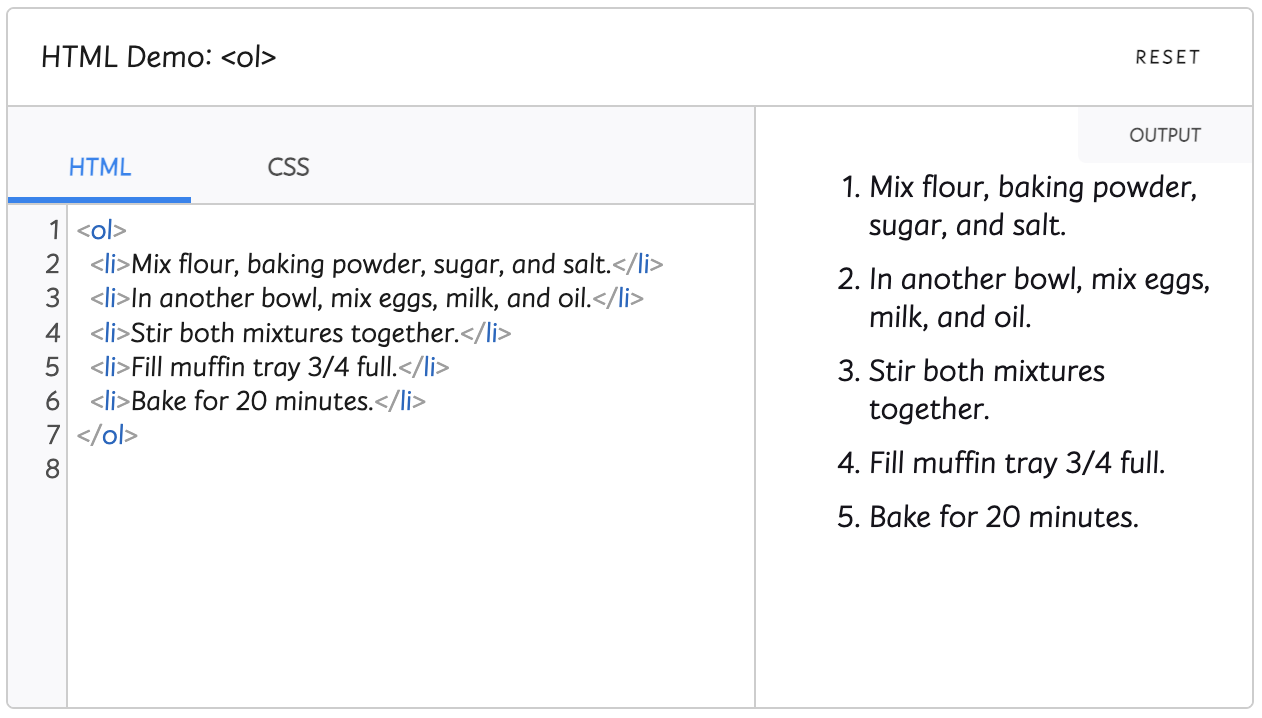 HTML Demo: <ol>
RESET
HTML
CSS
1 <ol>
2   <li>Mix flour, baking powder, sugar, and salt.</li>
3   <li>In another bowl, mix eggs, milk, and oil.</li>
4   <li>Stir both mixtures together.</li>
5   <li>Fill muffin tray 3/4 full.</li>
6   <li>Bake for 20 minutes.</li>
7 </ol>
8
OUTPUT
1. Mix flour, baking powder,
sugar, and salt.
2. In another bowl, mix eggs,
milk, and oil.
3. Stir both mixtures
together.
4. Fill muffin tray 3/4 full.
5. Bake for 20 minutes.